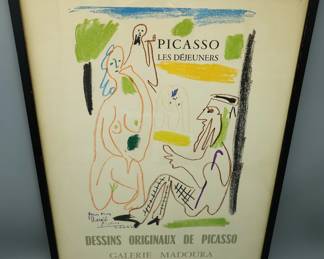 PICASSO
LES DÉJEUNERS
DESSINS ORIGINAUX DE PICASSO
GALERIE MADOURA